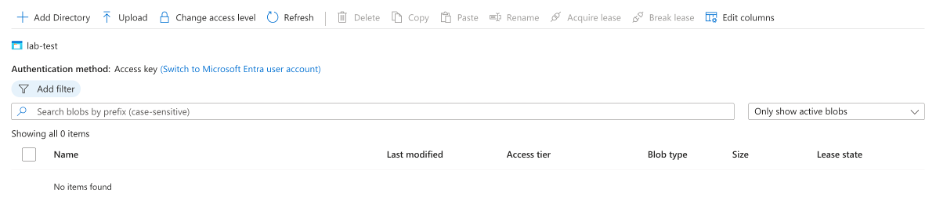 Add Directory Upload Change access level Refresh Delete Copy Paste Rename Acquire lease Break lease Edit columns
lab-test
Authentication method: Access key (Switch to Microsoft Entra user account)
Add filter
Search blobs by prefix (case-sensitive) Only show active blobs
Showing all 0 items
Name Last modified Access tier Blob type Size Lease state
No items found